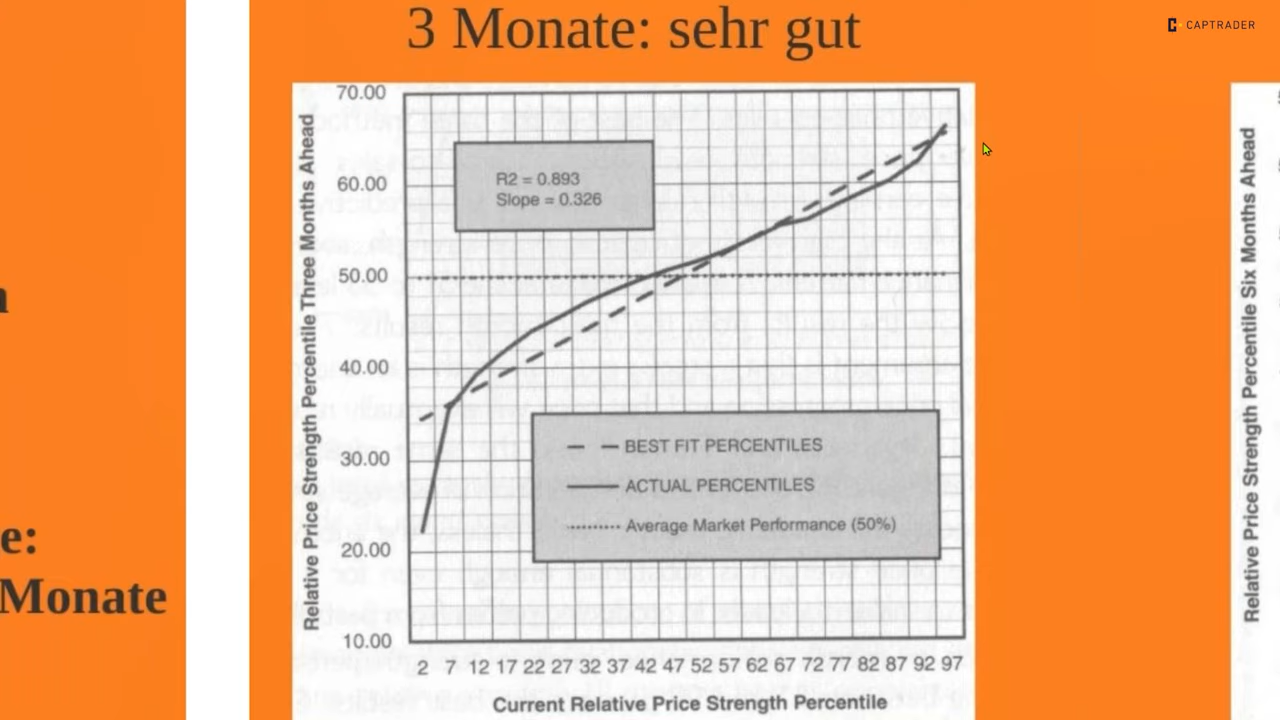 3 Monate: sehr gut
CAPTRADER
e:
Monate
Relative Price Strength Percentile Three Months Ahead
70.00
60.00
50.00
40.00
30.00
20.00
10.00
R2 = 0.893
Slope = 0.326
BEST FIT PERCENTILES
ACTUAL PERCENTILES
Average Market Performance (50%)
2 7 12 17 22 27 32 37 42 47 52 57 62 67 72 77 82 87 92 97
Current Relative Price Strength Percentile
Relative Price Strength Percentile Six Months Ahead